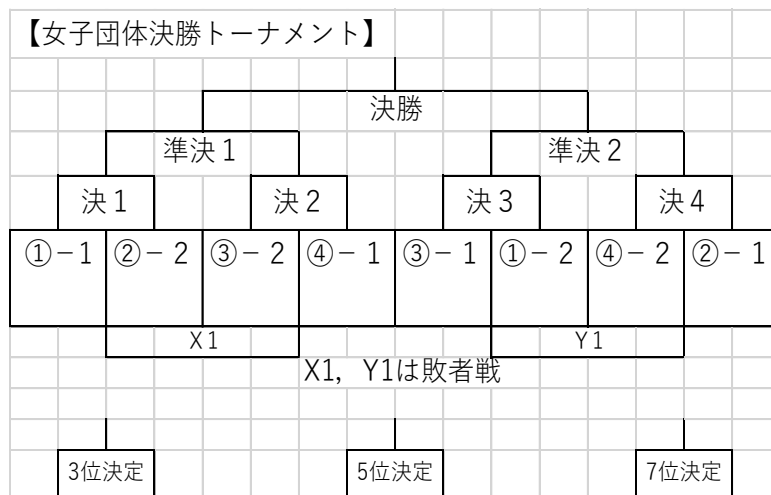 【女子団体決勝トーナメント】
決勝
準決１ 準決２
決１ 決２ 決３ 決４
①－１ ②－２ ③－２ ④－１ ③－１ ①－２ ④－２ ②－１
X１ Y１
X1，Y1は敗者戦
3位決定 5位決定 7位決定